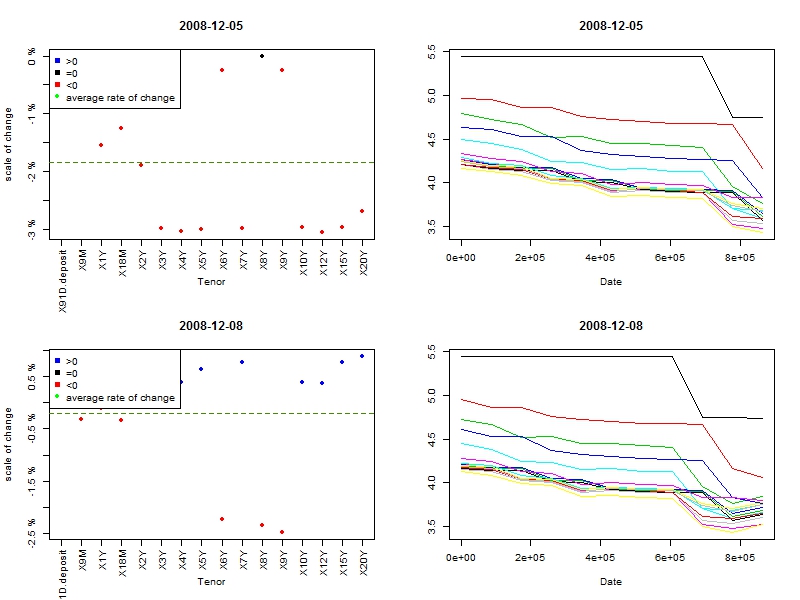 2008-12-05
scale of change
0 %
-1 %
-2 %
-3 %
>0
=0
<0
average rate of change
X91D.deposit
X9M
X1Y
X18M
X2Y
X3Y
X4Y
X5Y
X6Y
X7Y
X8Y
X9Y
X10Y
X12Y
X15Y
X20Y
Tenor
2008-12-05
5.5
5.0
4.5
4.0
3.5
0e+00
2e+05
4e+05
6e+05
8e+05
Date
2008-12-08
scale of change
0.5 %
-0.5 %
-1.5 %
-2.5 %
>0
=0
<0
average rate of change
1D.deposit
X9M
X1Y
X18M
X2Y
X3Y
X4Y
X5Y
X6Y
X7Y
X8Y
X9Y
X10Y
X12Y
X15Y
X20Y
Tenor
2008-12-08
5.5
5.0
4.5
4.0
3.5
0e+00
2e+05
4e+05
6e+05
8e+05
Date